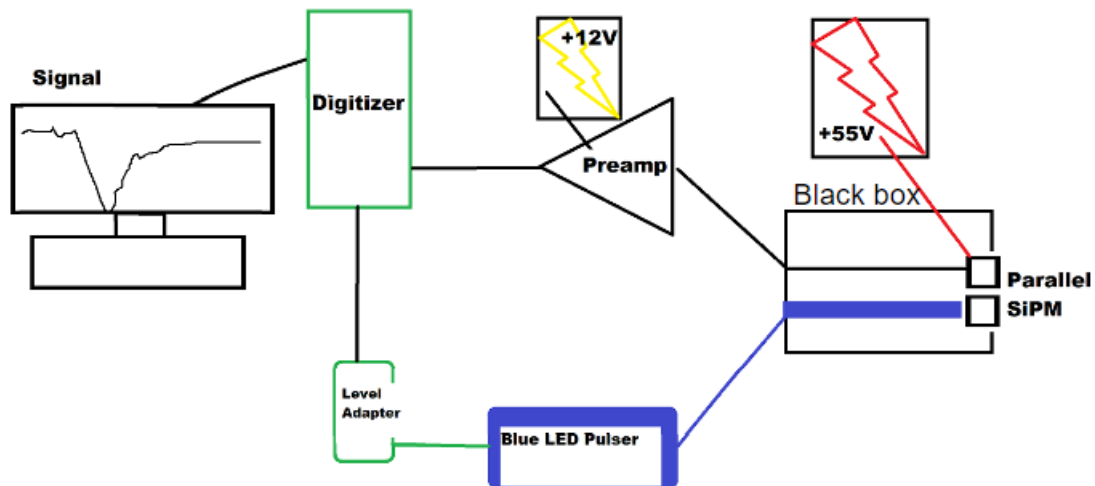 Signal
Digitizer
+12V
Preamp
+55V
Black box
Parallel
SiPM
Level
Adapter
Blue LED Pulser